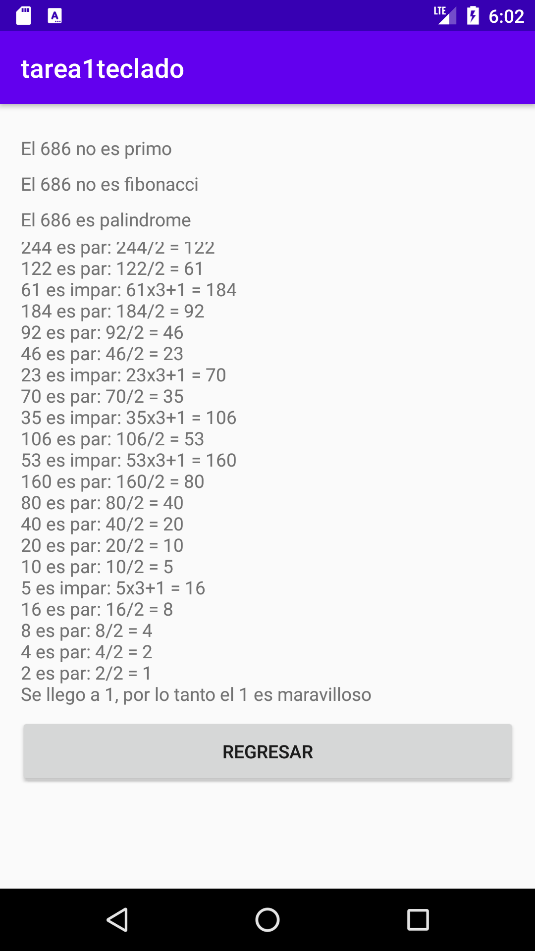 LTE 6:02
tarea1teclado
El 686 no es primo
El 686 no es fibonacci
El 686 es palindrome
244 es par: 244/2 = 122
122 es par: 122/2 = 61
61 es impar: 61x3+1 = 184
184 es par: 184/2 = 92
92 es par: 92/2 = 46
46 es par: 46/2 = 23
23 es impar: 23x3+1 = 70
70 es par: 70/2 = 35
35 es impar: 35x3+1 = 106
106 es par: 106/2 = 53
53 es impar: 53x3+1 = 160
160 es par: 160/2 = 80
80 es par: 80/2 = 40
40 es par: 40/2 = 20
20 es par: 20/2 = 10
10 es par: 10/2 = 5
5 es impar: 5x3+1 = 16
16 es par: 16/2 = 8
8 es par: 8/2 = 4
4 es par: 4/2 = 2
2 es par: 2/2 = 1
Se llego a 1, por lo tanto el 1 es maravilloso
REGRESAR